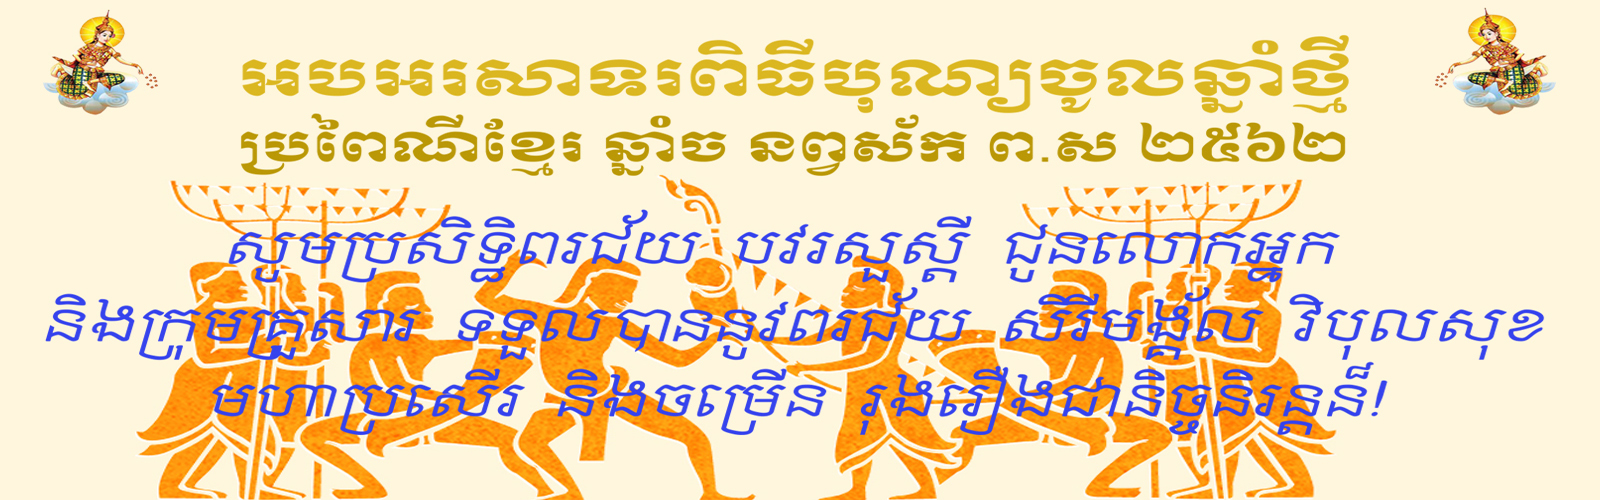 អបអរសាទរពិធីបុណ្យចូលឆ្នាំថ្មី
ប្រពៃណីខ្មែរ ឆ្នាំច នព្វស័ក ព.ស ២៥៦២
សូមប្រសិទ្ធិពរជ័យ បវរសួស្តី ជូនលោកអ្នក
និងក្រុមគ្រួសារ ទទួលបាននូវពរជ័យ សិរីមង្គ័ល វិបុលសុខ
មហាប្រសើរ និងចម្រើន រុងរឿងជានិច្ចនិរន្តន៍!